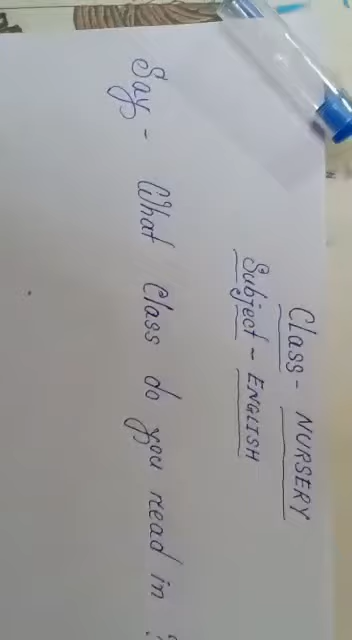 Class - NURSERY
Subject - ENGLISH
Say - What Class do you read in ?